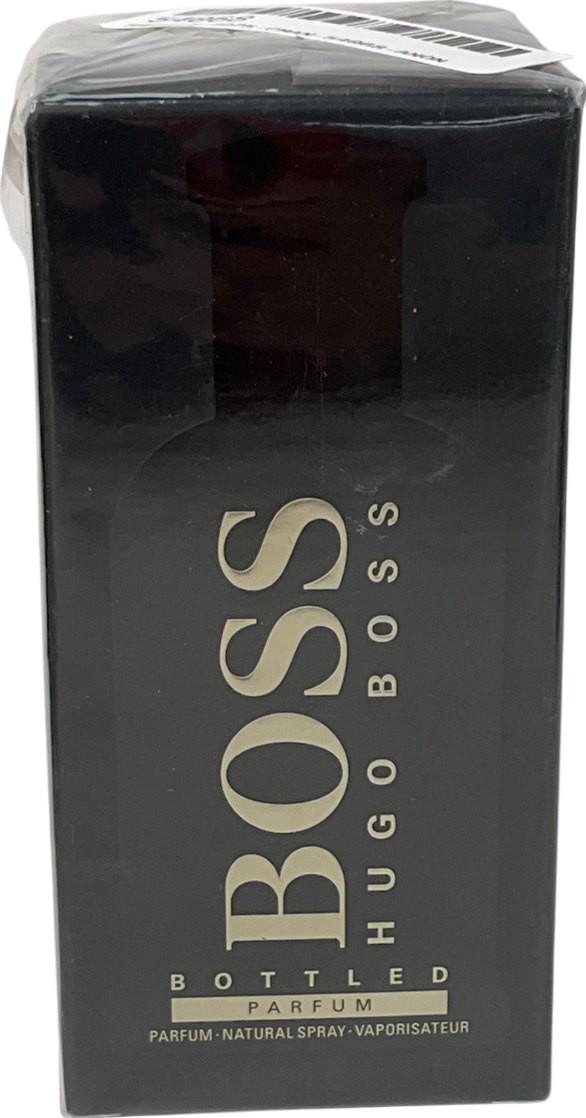 BOSS
HUGO BOSS
BOTTLED
PARFUM
PARFUM·NATURAL SPRAY·VAPORISATEUR